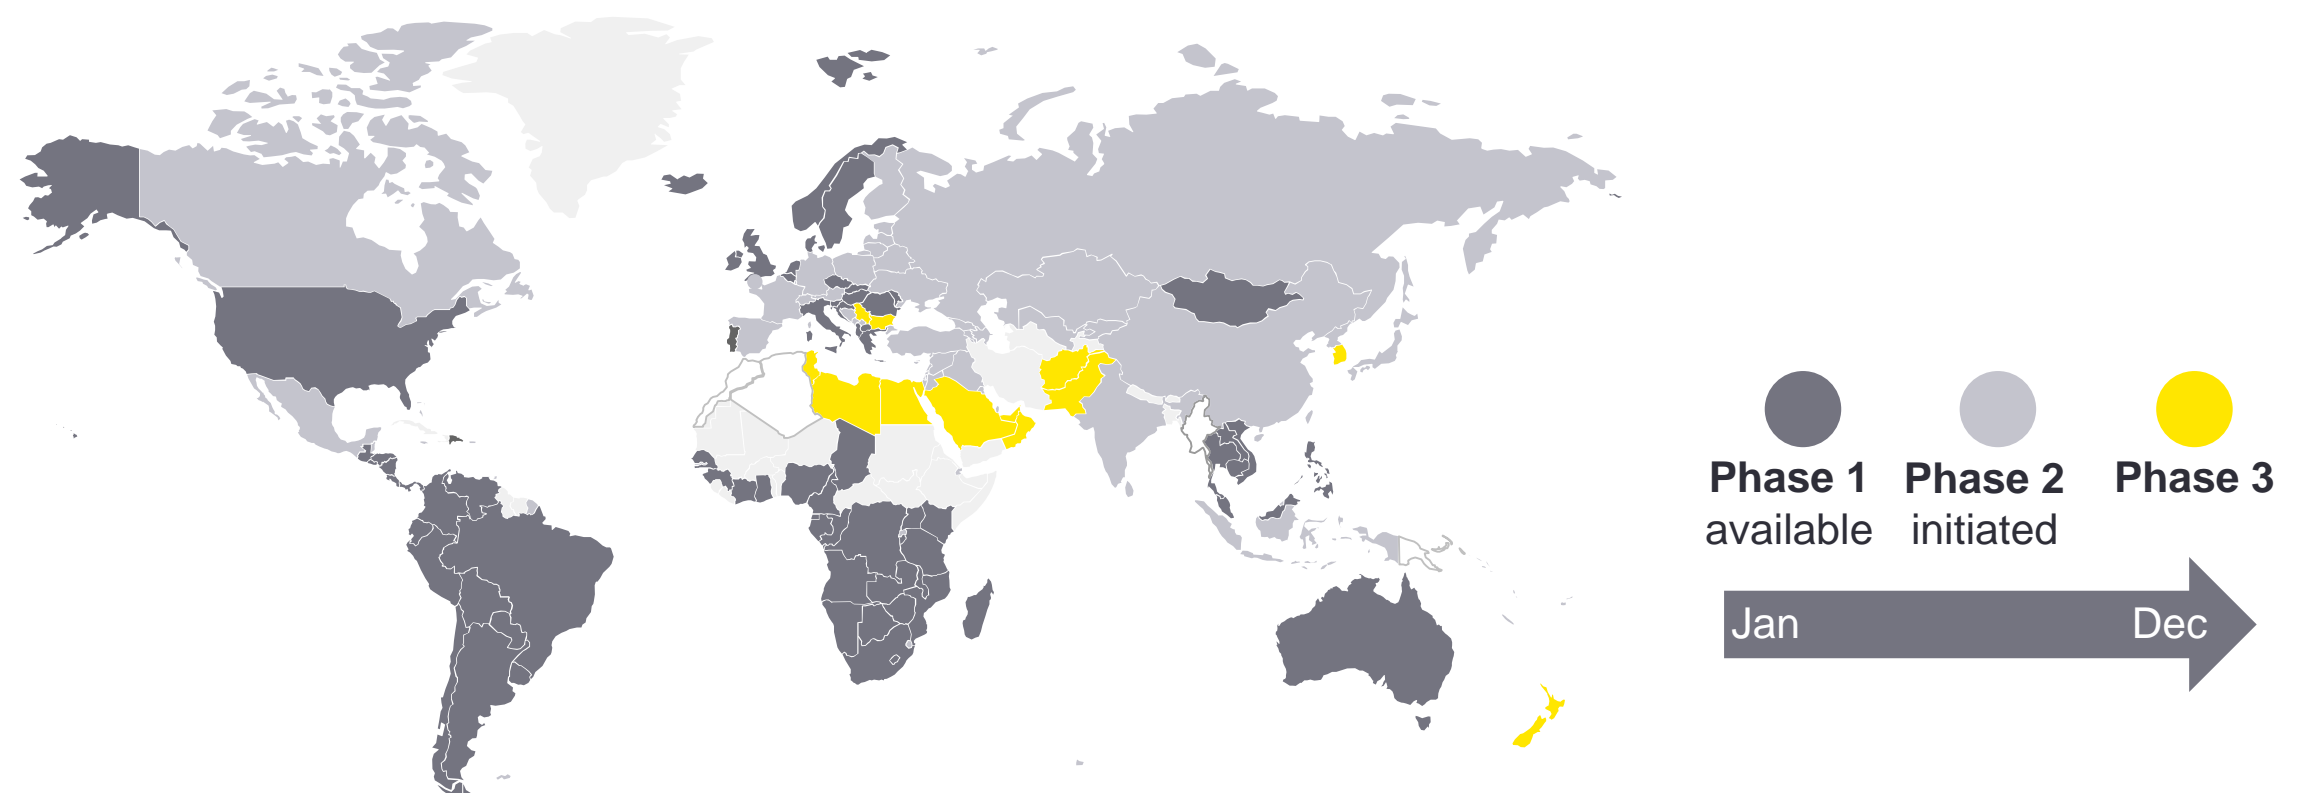 Phase 1
available
Phase 2
initiated
Phase 3
Jan
Dec